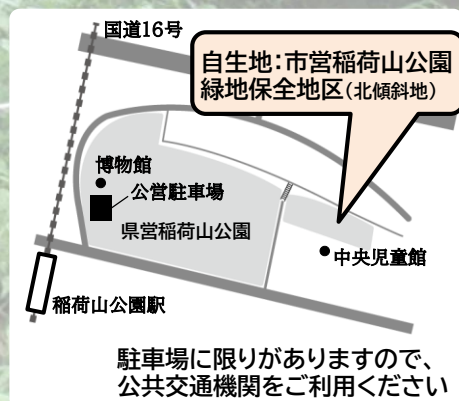 国道16号
自生地：市営稲荷山公園
緑地保全地区(北傾斜地)
博物館
公営駐車場
県営稲荷山公園
中央児童館
稲荷山公園駅
駐車場に限りがありますので、
公共交通機関をご利用ください